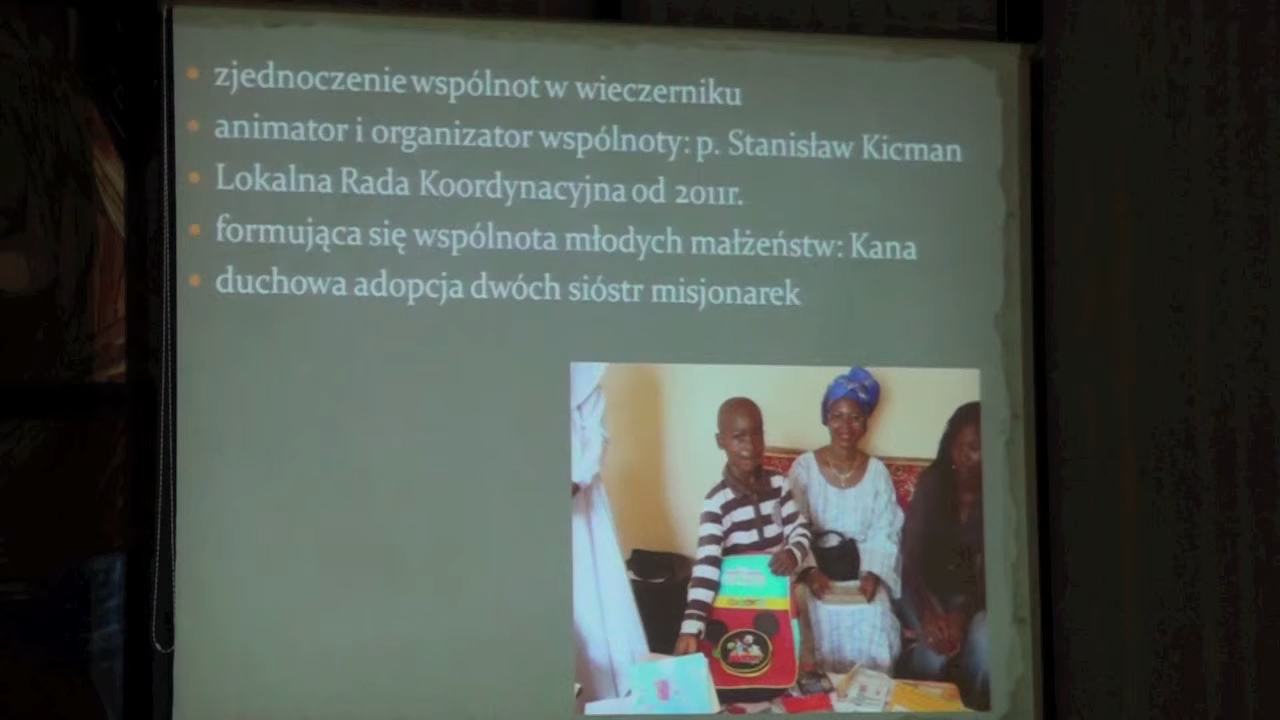 • zjednoczenie wspólnot w wieczerniku
• animator i organizator wspólnoty: p. Stanisław Kicman
• Lokalna Rada Koordynacyjna od 2011r.
• formująca się wspólnota młodych małżeństw: Kana
• duchowa adopcja dwóch sióstr misjonarek